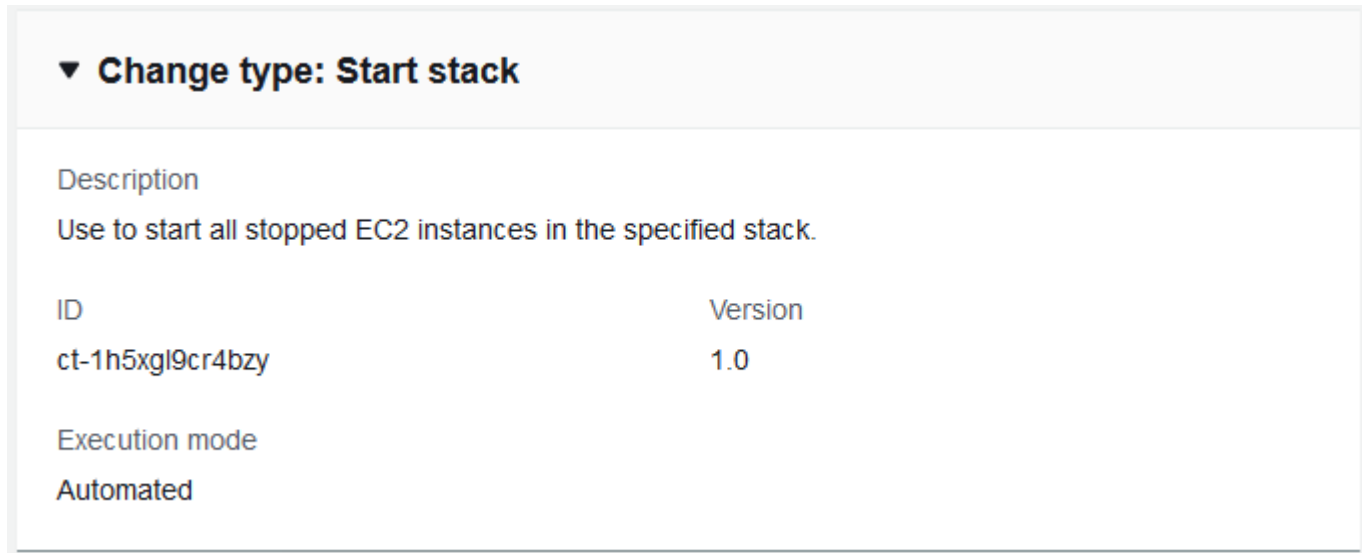 Change type: Start stack
Description
Use to start all stopped EC2 instances in the specified stack.
ID
Version
ct-1h5xgl9cr4bzy
1.0
Execution mode
Automated